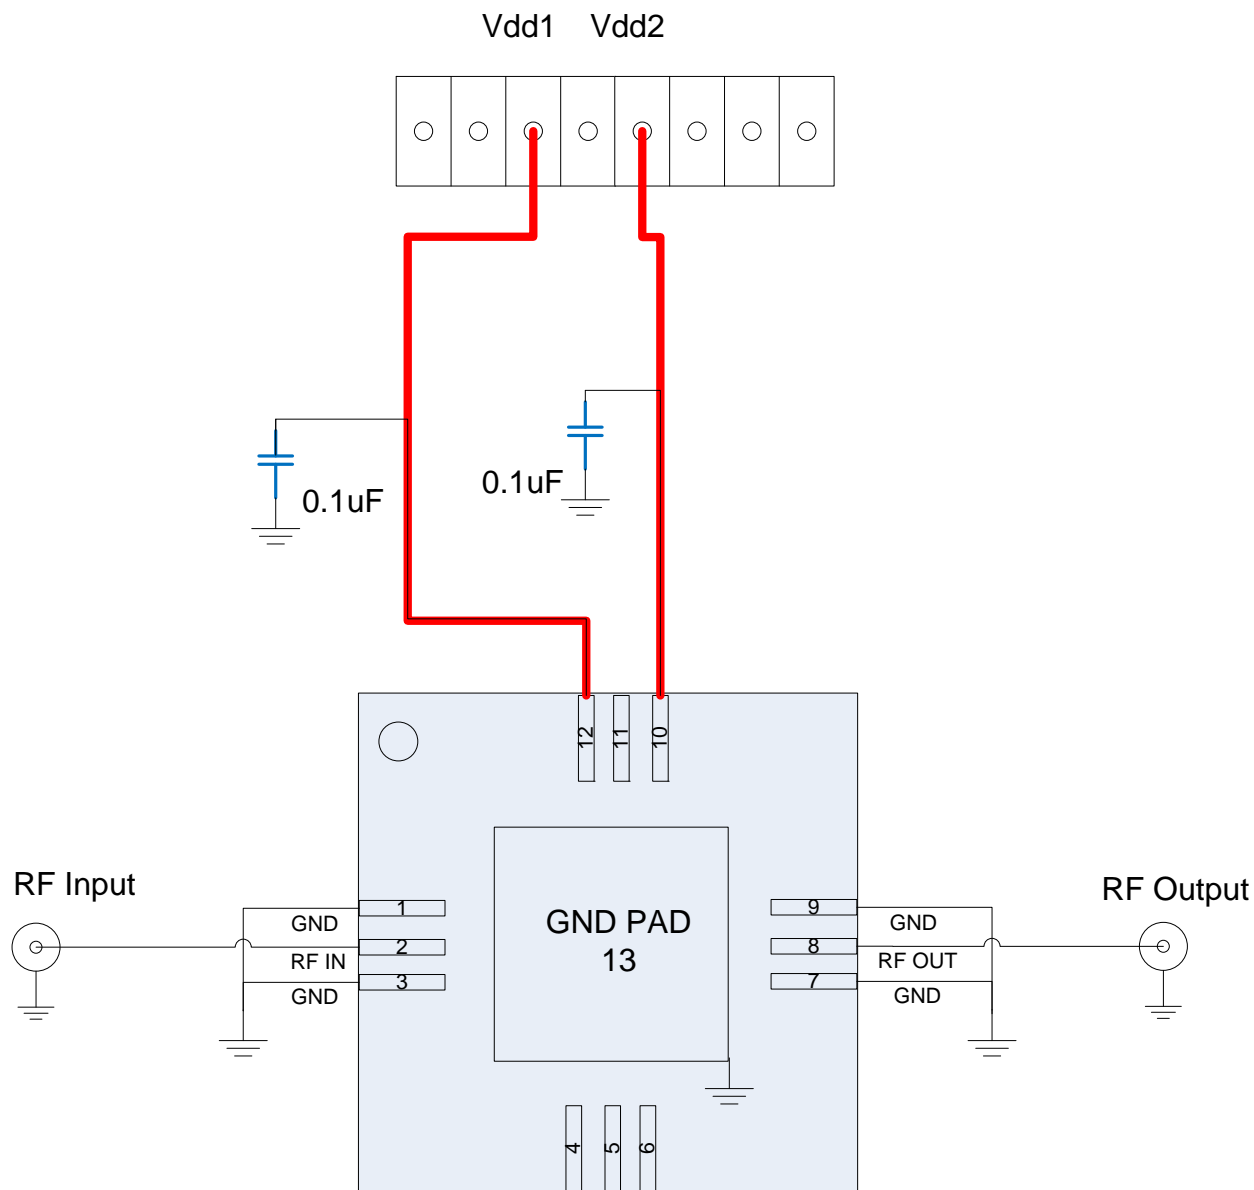 Vdd1 Vdd2
0.1uF
0.1uF
12
11
10
RF Input
RF Output
1
GND
2
RF IN
3
GND
GND PAD
13
9
GND
8
RF OUT
7
GND
4
5
6